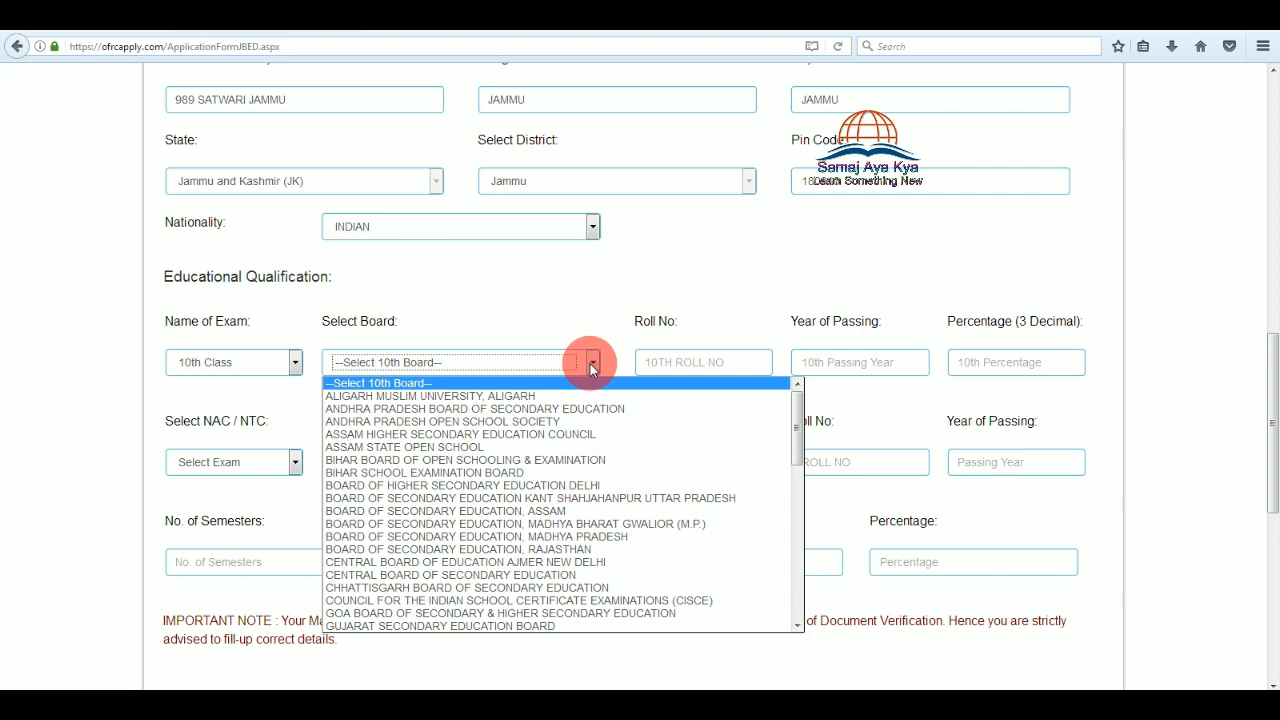 https://ofrcapply.com/ApplicationFormJBED.aspx
Search
989 SATWARI JAMMU
JAMMU
JAMMU
State:
Select District:
Pin Code
Samaj Aya Kya
Learn Something New
Jammu and Kashmir (JK)
Jammu
Nationality:
INDIAN
Educational Qualification:
Name of Exam:
Select Board:
Roll No:
Year of Passing:
Percentage (3 Decimal):
10th Class
--Select 10th Board--
10TH ROLL NO
10th Passing Year
10th Percentage
--Select 10th Board--
ALIGARH MUSLIM UNIVERSITY, ALIGARH
ANDHRA PRADESH BOARD OF SECONDARY EDUCATION
ANDHRA PRADESH OPEN SCHOOL SOCIETY
ASSAM HIGHER SECONDARY EDUCATION COUNCIL
ASSAM STATE OPEN SCHOOL
BIHAR BOARD OF OPEN SCHOOLING & EXAMINATION
BIHAR SCHOOL EXAMINATION BOARD
BOARD OF HIGHER SECONDARY EDUCATION DELHI
BOARD OF SECONDARY EDUCATION KANT SHAHJAHANPUR UTTAR PRADESH
BOARD OF SECONDARY EDUCATION, ASSAM
BOARD OF SECONDARY EDUCATION, MADHYA BHARAT GWALIOR (M.P.)
BOARD OF SECONDARY EDUCATION, MADHYA PRADESH
BOARD OF SECONDARY EDUCATION, RAJASTHAN
CENTRAL BOARD OF EDUCATION AJMER NEW DELHI
CENTRAL BOARD OF SECONDARY EDUCATION
CHHATTISGARH BOARD OF SECONDARY EDUCATION
COUNCIL FOR THE INDIAN SCHOOL CERTIFICATE EXAMINATIONS (CISCE)
GOA BOARD OF SECONDARY & HIGHER SECONDARY EDUCATION
GUJARAT SECONDARY EDUCATION BOARD
Select NAC / NTC:
oll No:
Year of Passing:
Select Exam
ROLL NO
Passing Year
No. of Semesters:
Percentage:
No. of Semesters
Percentage
IMPORTANT NOTE : Your Ma of Document Verification. Hence you are strictly
advised to fill-up correct details.